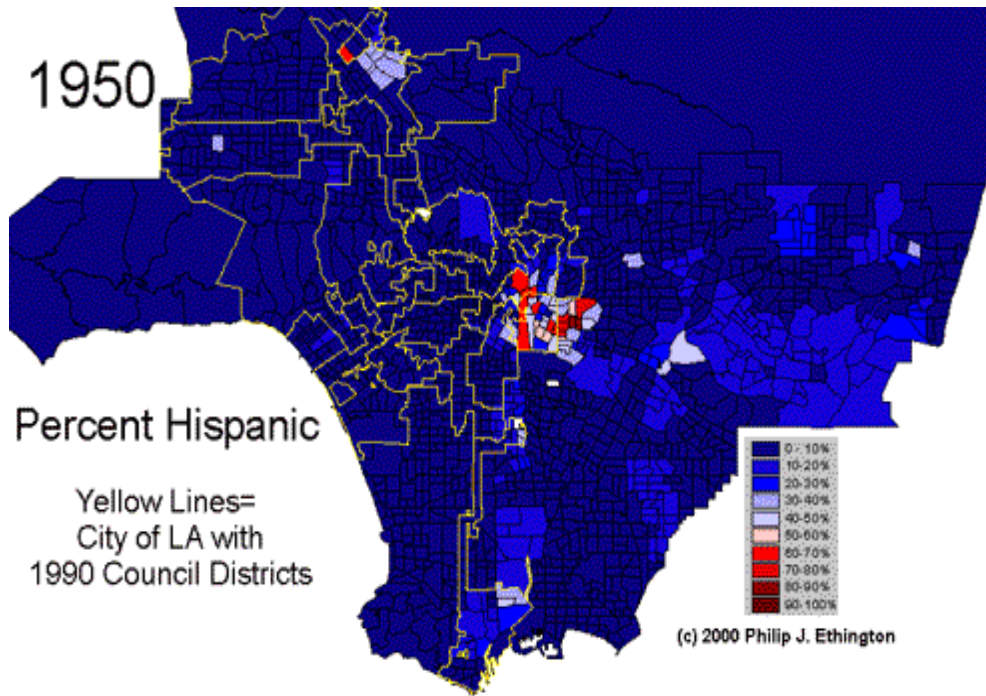 1950
Percent Hispanic
Yellow Lines=
City of LA with
1990 Council Districts
0 - 10%
10-20%
20-30%
30-40%
40-50%
50-60%
60-70%
70-80%
80-90%
90-100%
(c) 2000 Philip J. Ethington